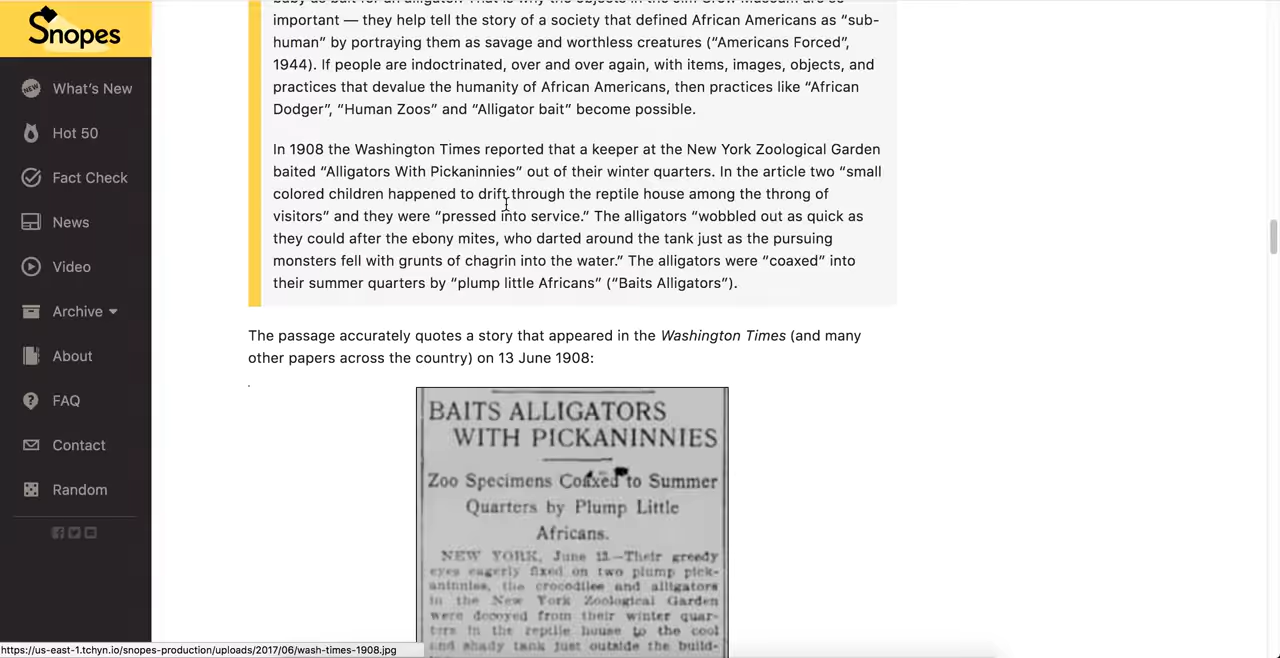 Snopes
NEW What's New
Hot 50
Fact Check
News
Video
Archive
About
FAQ
Contact
Random
important — they help tell the story of a society that defined African Americans as “sub-
human” by portraying them as savage and worthless creatures (“Americans Forced”,
1944). If people are indoctrinated, over and over again, with items, images, objects, and
practices that devalue the humanity of African Americans, then practices like “African
Dodger”, “Human Zoos” and “Alligator bait” become possible.
In 1908 the Washington Times reported that a keeper at the New York Zoological Garden
baited “Alligators With Pickaninnies” out of their winter quarters. In the article two “small
colored children happened to drift through the reptile house among the throng of
visitors” and they were “pressed into service.” The alligators “wobbled out as quick as
they could after the ebony mites, who darted around the tank just as the pursuing
monsters fell with grunts of chagrin into the water.” The alligators were “coaxed” into
their summer quarters by “plump little Africans” (“Baits Alligators”).
The passage accurately quotes a story that appeared in the Washington Times (and many
other papers across the country) on 13 June 1908:
BAITS ALLIGATORS
WITH PICKANINNIES
Zoo Specimens Coaxed to Summer
Quarters by Plump Little
Africans.
NEW YORK, June 13.—Their greedy
eyes eagerly fixed on two plump pick-
aninnies, the crocodiles and alligators
in the New York Zoological Garden
were decoyed from their winter quar-
ters in the reptile house to the cool
and shady tank just outside the build-
https://us-east-1.tchyn.io/snopes-production/uploads/2017/06/wash-times-1908.jpg